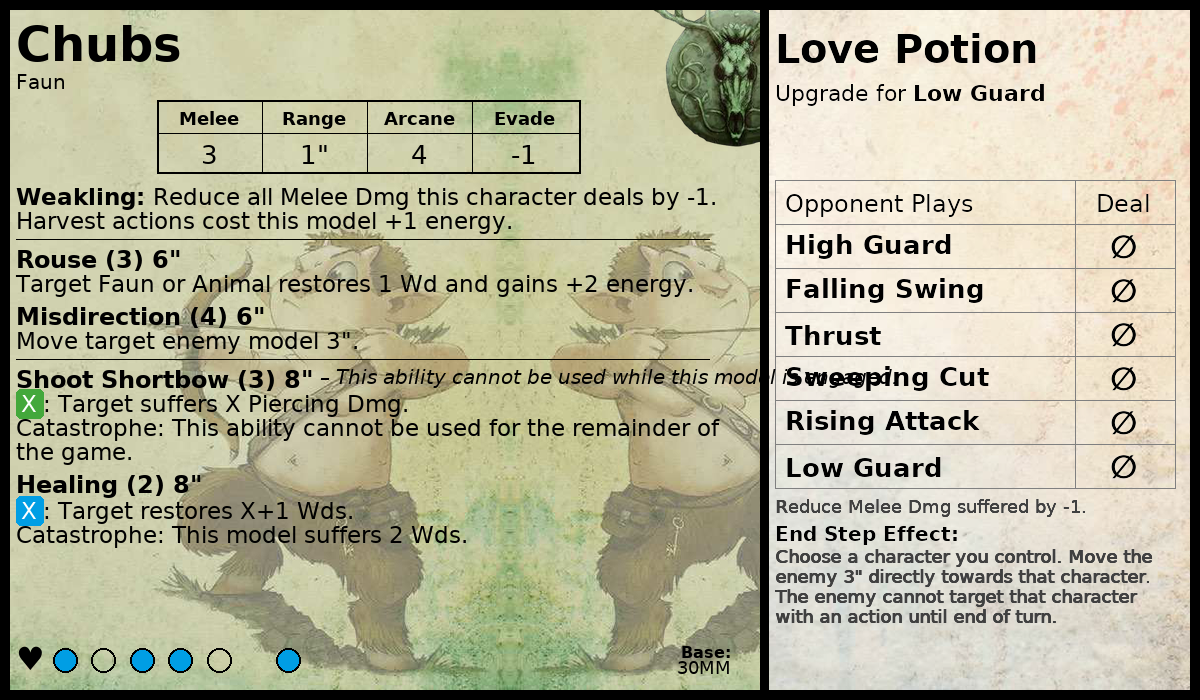 Chubs
Faun
Melee Range Arcane Evade
3 1" 4 -1
Weakling: Reduce all Melee Dmg this character deals by -1.
Harvest actions cost this model +1 energy.
Rouse (3) 6"
Target Faun or Animal restores 1 Wd and gains +2 energy.
Misdirection (4) 6"
Move target enemy model 3".
Shoot Shortbow (3) 8" – This ability cannot be used while this model is engaged.
X: Target suffers X Piercing Dmg.
Catastrophe: This ability cannot be used for the remainder of
the game.
Healing (2) 8"
X: Target restores X+1 Wds.
Catastrophe: This model suffers 2 Wds.
Base:
30MM
Love Potion
Upgrade for Low Guard
Opponent Plays Deal
High Guard ∅
Falling Swing ∅
Thrust ∅
Sweeping Cut ∅
Rising Attack ∅
Low Guard ∅
Reduce Melee Dmg suffered by -1.
End Step Effect:
Choose a character you control. Move the
enemy 3" directly towards that character.
The enemy cannot target that character
with an action until end of turn.